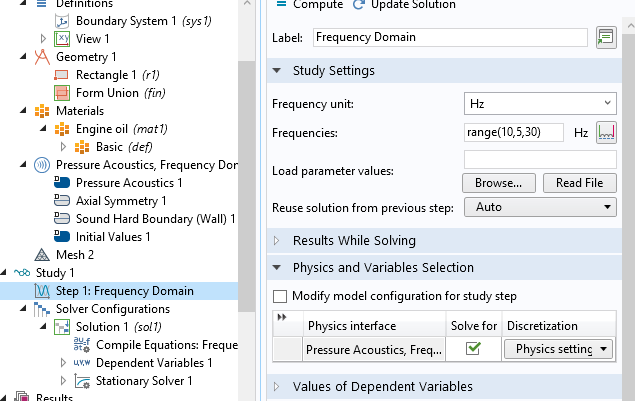 Definitions
Boundary System 1 (sys1)
View 1
Geometry 1
Rectangle 1 (r1)
Form Union (fin)
Materials
Engine oil (mat1)
Basic (def)
Pressure Acoustics, Frequency Don
Pressure Acoustics 1
Axial Symmetry 1
Sound Hard Boundary (Wall) 1
Initial Values 1
Mesh 2
Study 1
Step 1: Frequency Domain
Solver Configurations
Solution 1 (sol1)
Compile Equations: Freque
Dependent Variables 1
Stationary Solver 1
Results
Compute Update Solution
Label: Frequency Domain
Study Settings
Frequency unit: Hz
Frequencies: range(10,5,30) Hz
Load parameter values:
Browse... Read File
Reuse solution from previous step: Auto
Results While Solving
Physics and Variables Selection
Modify model configuration for study step
Physics interface Solve for Discretization
Pressure Acoustics, Freq... Physics setting
Values of Dependent Variables